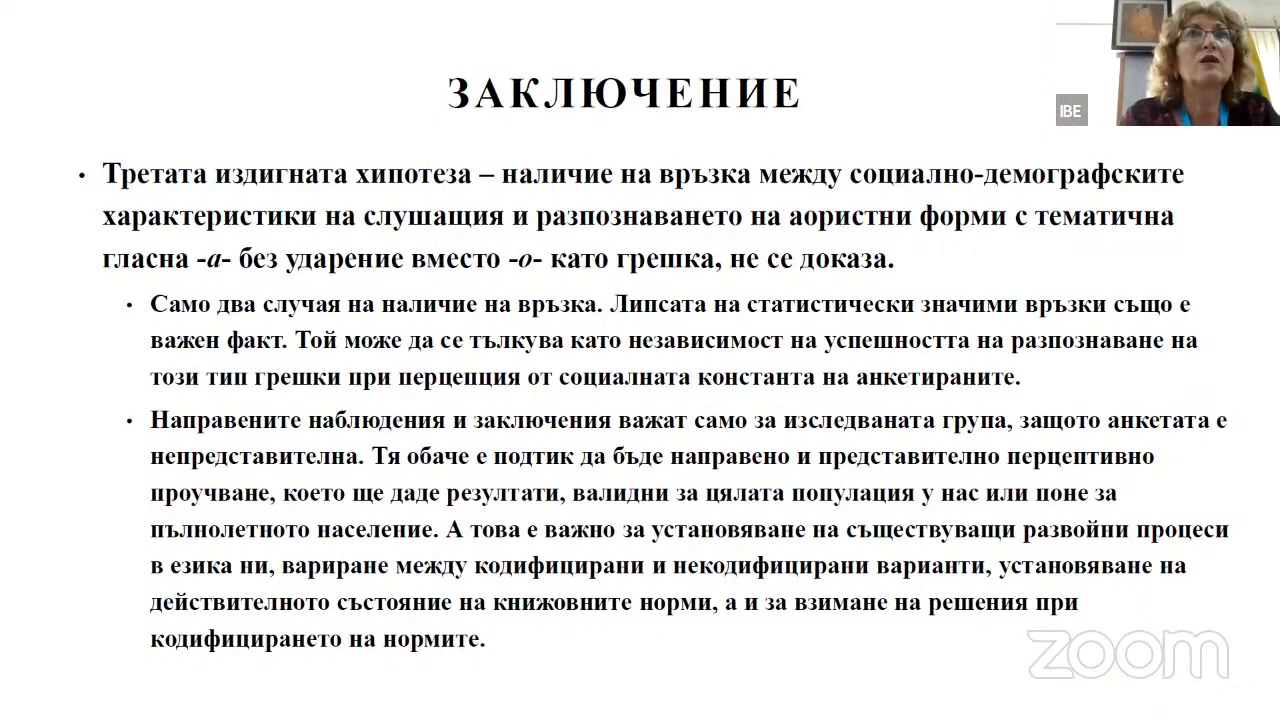 ЗАКЛЮЧЕНИЕ
IBE
• Третата издигната хипотеза – наличие на връзка между социално-демографските
характеристики на слушащия и разпознаването на аористни форми с тематична
гласна -а- без ударение вместо -о- като грешка, не се доказа.
• Само два случая на наличие на връзка. Липсата на статистически значими връзки също е
важен факт. Той може да се тълкува като независимост на успешността на разпознаване на
този тип грешки при перцепция от социалната константа на анкетираните.
• Направените наблюдения и заключения важат само за изследваната група, защото анкетата е
непредставителна. Тя обаче е подтик да бъде направено и представително перцептивно
проучване, което ще даде резултати, валидни за цялата популация у нас или поне за
пълнолетното население. А това е важно за установяване на съществуващи развойни процеси
в езика ни, вариране между кодифицирани и некодифицирани варианти, установяване на
действителното състояние на книжовните норми, а и за взимане на решения при
кодифицирането на нормите.
zoom